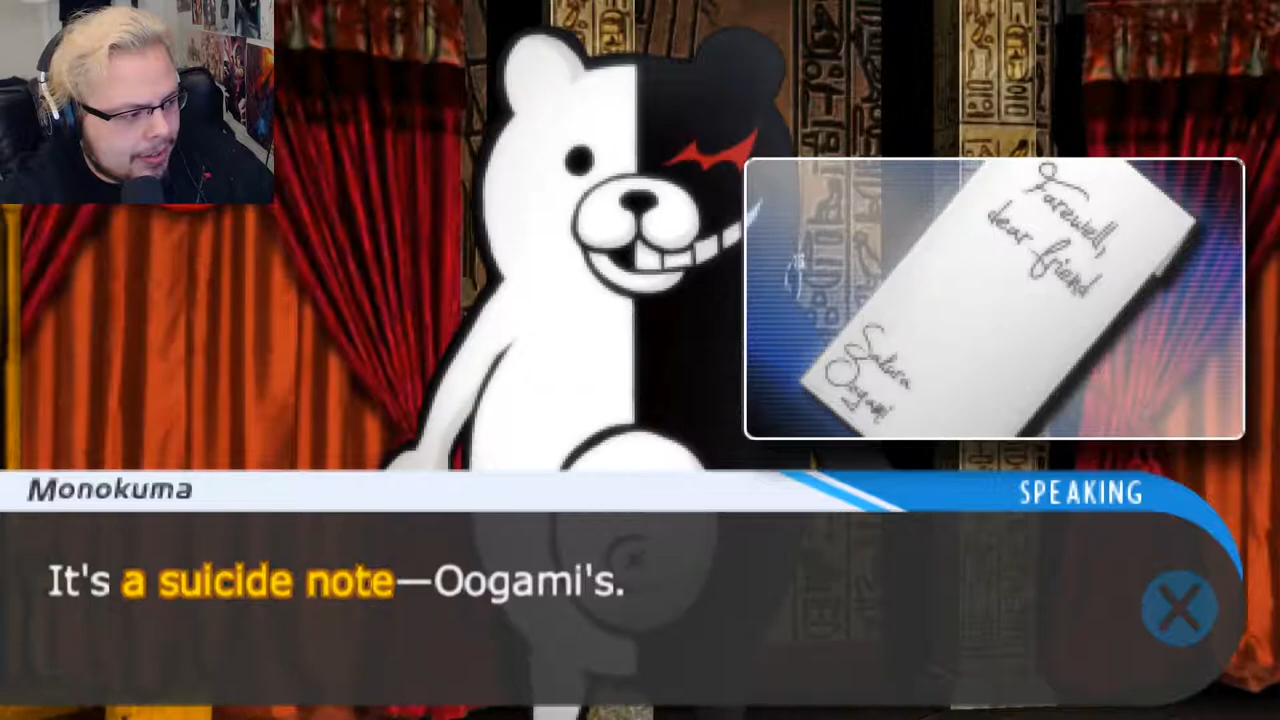 Farewell,
dear friend
Sakura
Oogami
Monokuma
SPEAKING
It's a suicide note—Oogami's.